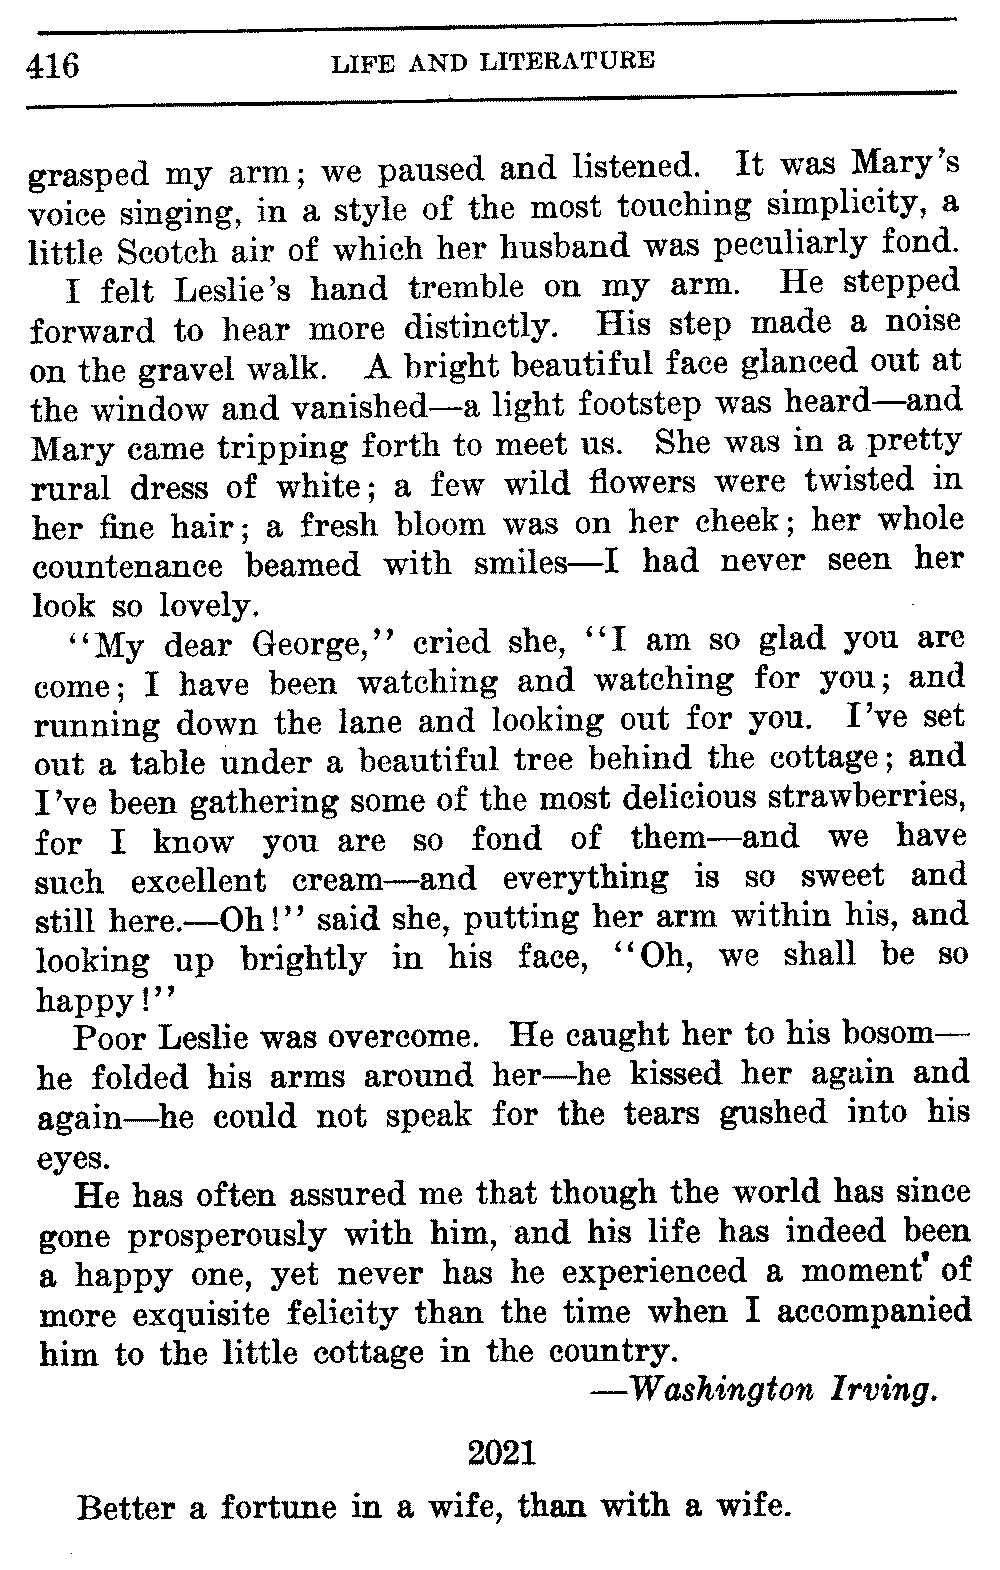 416 LIFE AND LITERATURE
grasped my arm; we paused and listened. It was Mary's
voice singing, in a style of the most touching simplicity, a
little Scotch air of which her husband was peculiarly fond.
I felt Leslie's hand tremble on my arm. He stepped
forward to hear more distinctly. His step made a noise
on the gravel walk. A bright beautiful face glanced out at
the window and vanished—a light footstep was heard—and
Mary came tripping forth to meet us. She was in a pretty
rural dress of white; a few wild flowers were twisted in
her fine hair; a fresh bloom was on her cheek; her whole
countenance beamed with smiles—I had never seen her
look so lovely.
"My dear George," cried she, "I am so glad you are
come; I have been watching and watching for you; and
running down the lane and looking out for you. I've set
out a table under a beautiful tree behind the cottage; and
I've been gathering some of the most delicious strawberries,
for I know you are so fond of them—and we have
such excellent cream—and everything is so sweet and
still here.—Oh!" said she, putting her arm within his, and
looking up brightly in his face, "Oh, we shall be so
happy!"
Poor Leslie was overcome. He caught her to his bosom—
he folded his arms around her—he kissed her again and
again—he could not speak for the tears gushed into his
eyes.
He has often assured me that though the world has since
gone prosperously with him, and his life has indeed been
a happy one, yet never has he experienced a moment of
more exquisite felicity than the time when I accompanied
him to the little cottage in the country.
—Washington Irving.
2021
Better a fortune in a wife, than with a wife.